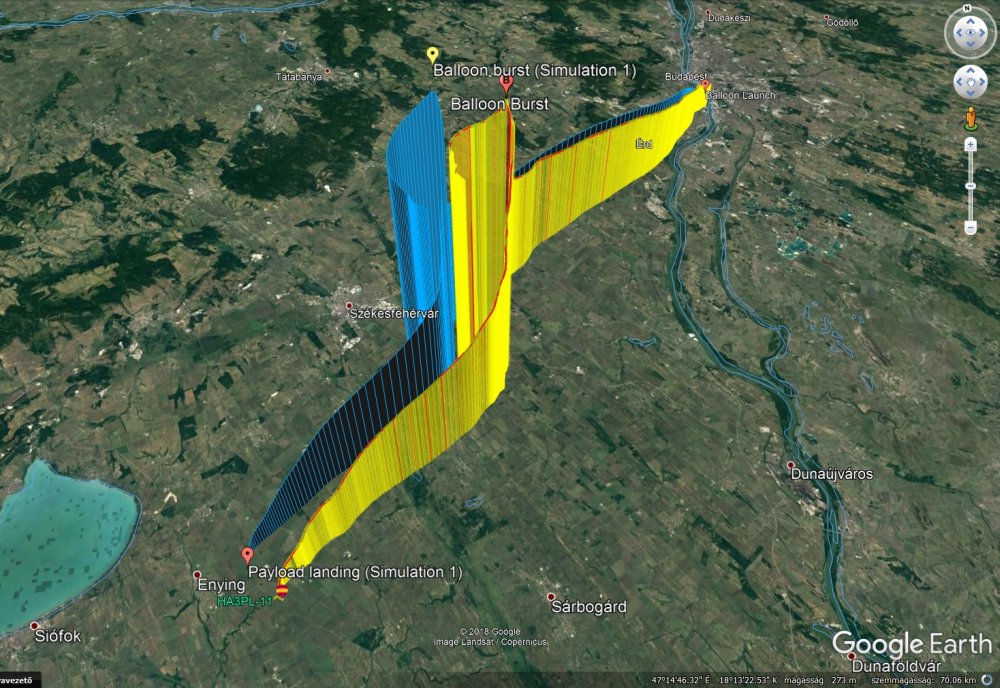 N
Dunakeszi
Gödöllő
Tatabánya
Balloon burst (Simulation 1)
Budapest
Balloon Launch
B
Balloon Burst
Érd
Székesfehérvár
Dunaújváros
Payload landing (Simulation 1)
Enying
HA3PL-11
Sárbogárd
Siófok
© 2018 Google
Image Landsat / Copernicus
Google Earth
Dunaföldvár
ravezető
47°14'46.32" É 18°13'22.53" K magasság 273 m szemmagasság: 70.06 km